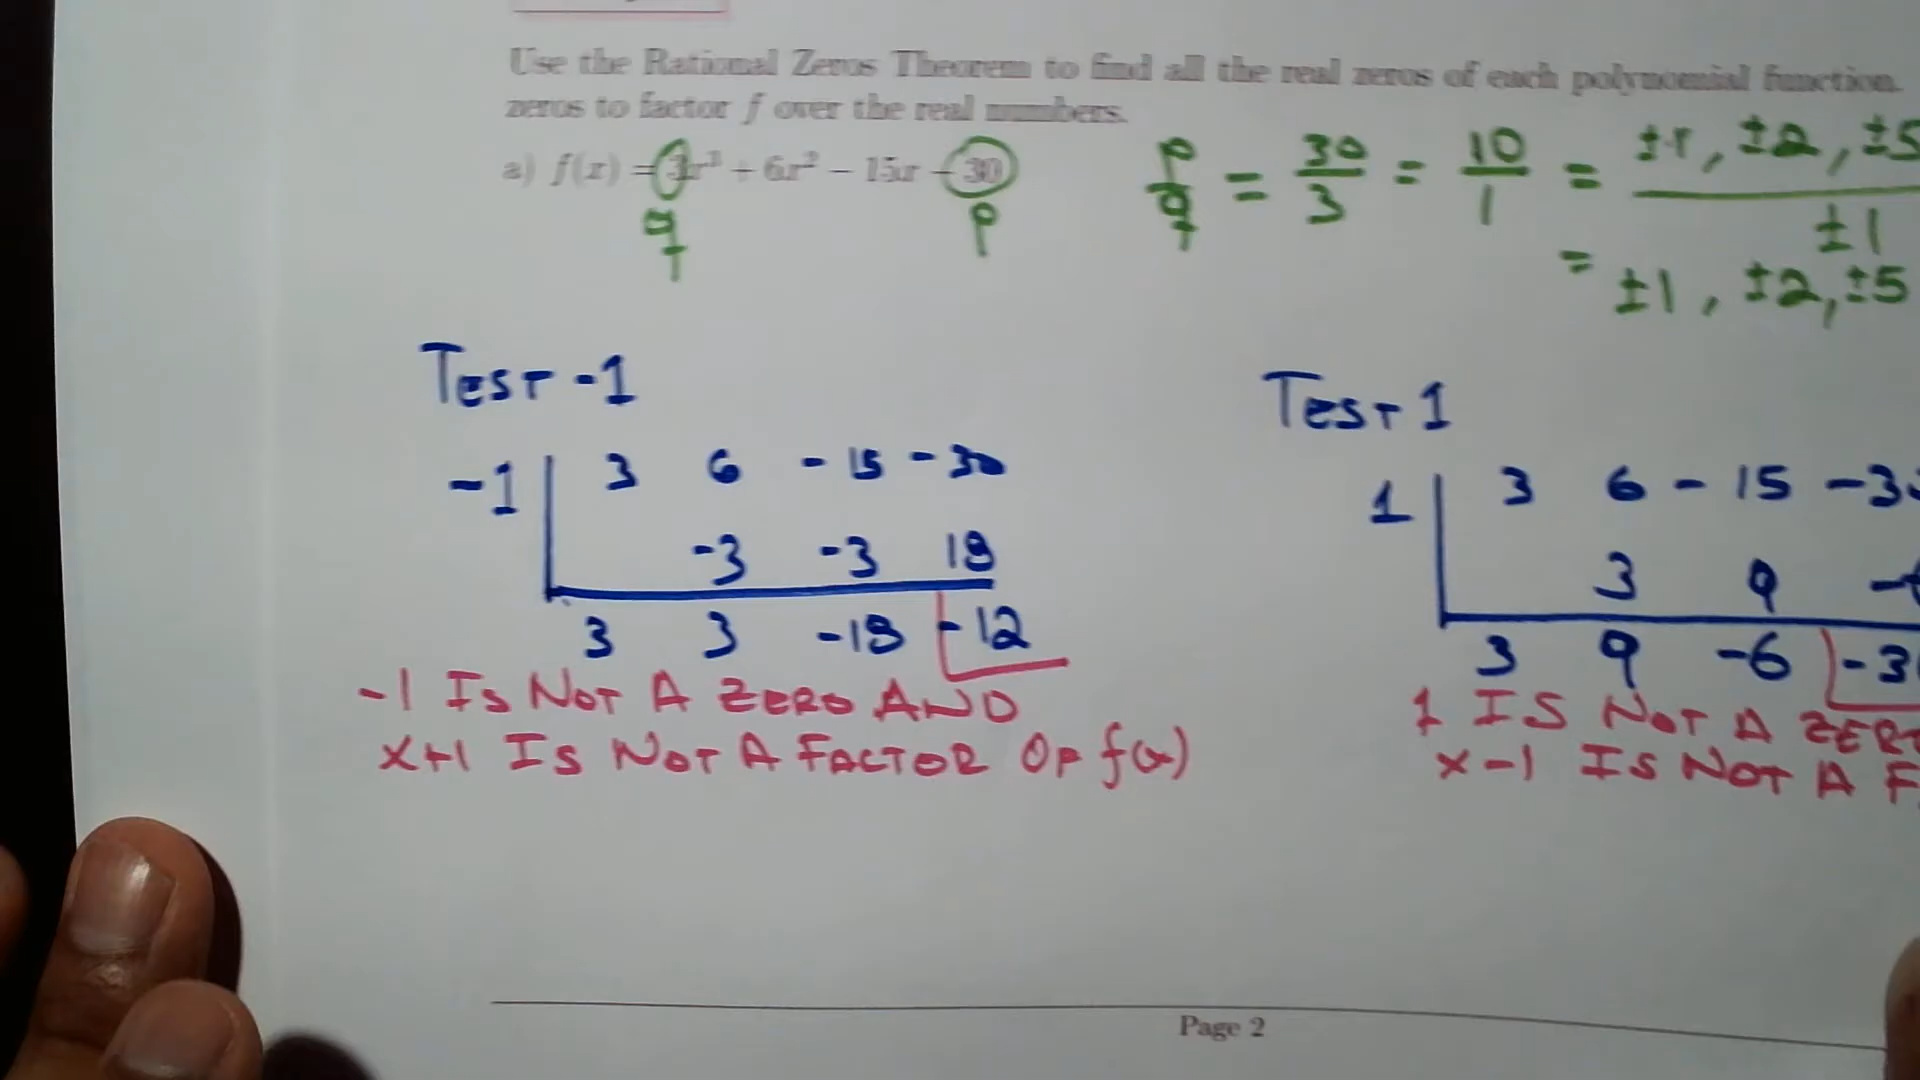 Use the Rational Zeros Theorem to find all the real zeros of each polynomial function.
zeros to factor f over the real numbers.
a) f(x) = 3x³ + 6x² − 15x − 30
q
p
p/q = 30/3 = 10/1 = ±1, ±2, ±5 / ±1
= ±1, ±2, ±5
Test -1
-1 | 3 6 -15 -30
-3 -3 18
3 3 -18 -12
-1 IS NOT A ZERO AND
x+1 IS NOT A FACTOR OF f(x)
Test 1
1 | 3 6 -15
3 9
3 9 -6
1 IS NOT A
x-1 IS NOT A
Page 2